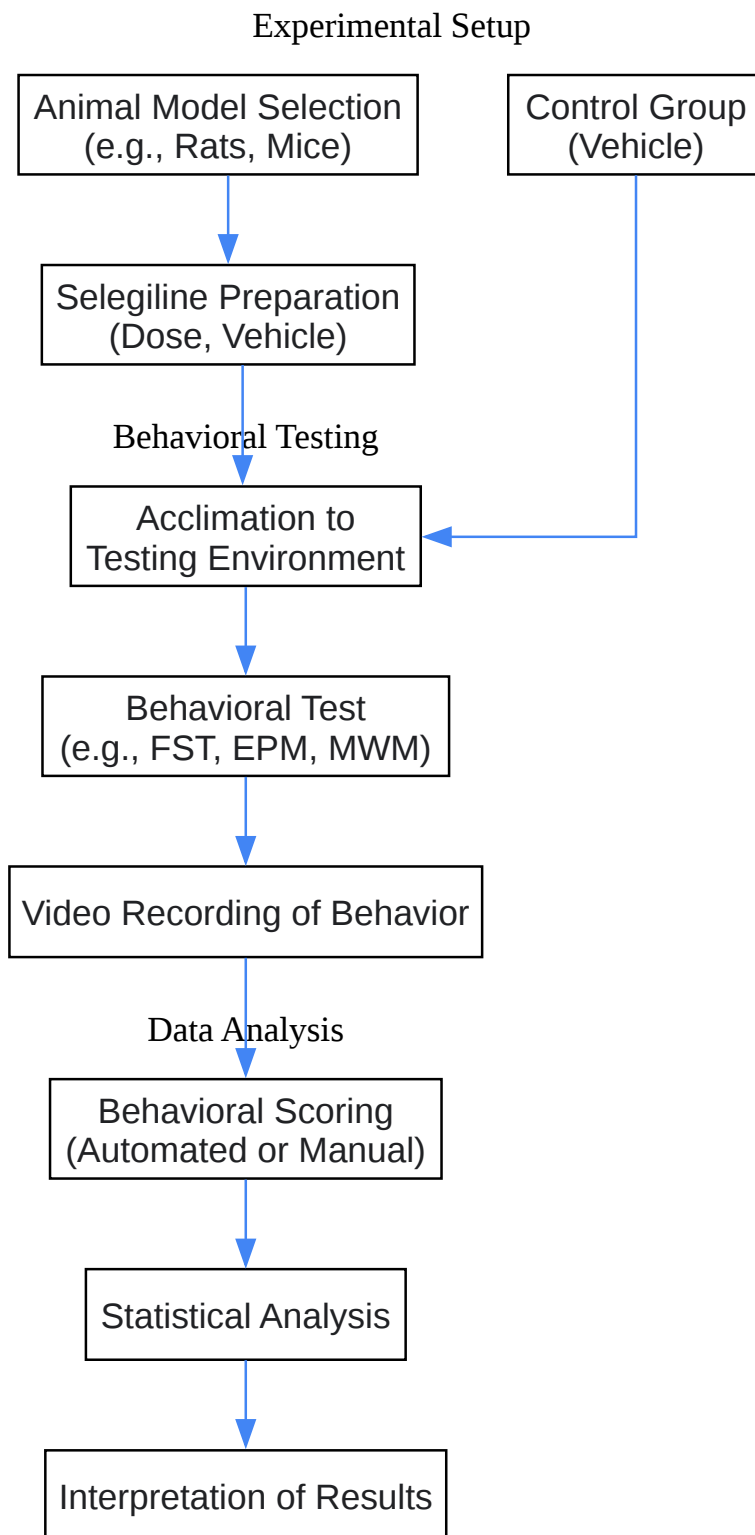 Experimental Setup
Animal Model Selection
(e.g., Rats, Mice)
Control Group
(Vehicle)
Selegiline Preparation
(Dose, Vehicle)
Behavioral Testing
Acclimation to
Testing Environment
Behavioral Test
(e.g., FST, EPM, MWM)
Video Recording of Behavior
Data Analysis
Behavioral Scoring
(Automated or Manual)
Statistical Analysis
Interpretation of Results